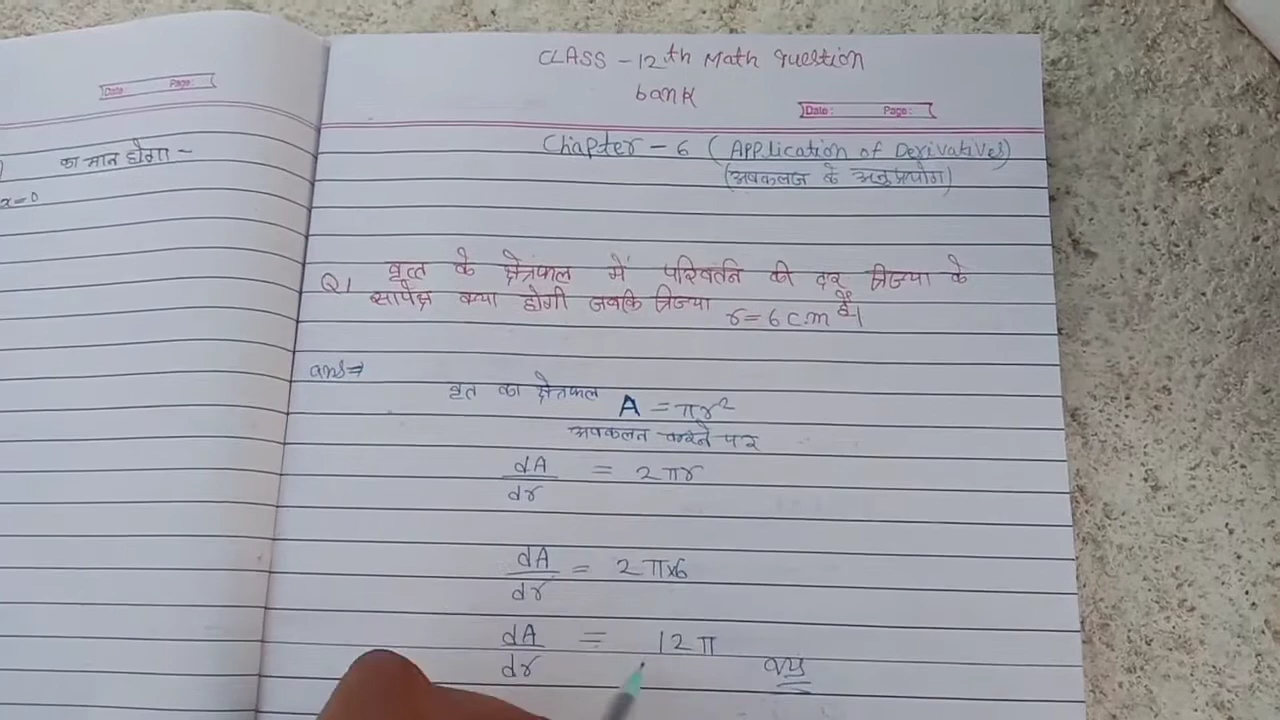 Date: Page:
का मान होगा -
x=0
CLASS - 12th Math question
bank
Date: Page:
Chapter - 6 (Application of Derivatives)
(अवकलज के अनुप्रयोग)
Q1 वृत्त के क्षेत्रफल में परिवर्तन की दर त्रिज्या के
सापेक्ष क्या होगी जबकि त्रिज्या r = 6 c.m है।
ans⇒
वृत का क्षेत्रफल A = πr²
अवकलन करने पर
dA/dr = 2πr
dA/dr = 2π×6
dA/dr = 12π